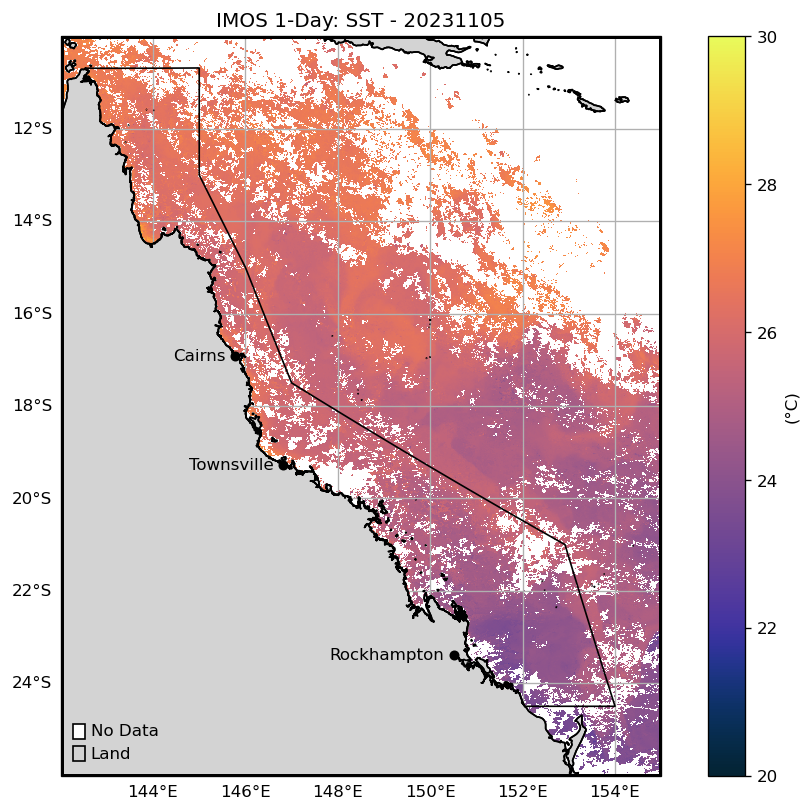 IMOS 1-Day: SST - 20231105
30
12°S
28
14°S
16°S
26
Cairns
(°C)
18°S
Townsville
24
20°S
22°S
22
Rockhampton
24°S
No Data
Land
20
144°E 146°E 148°E 150°E 152°E 154°E